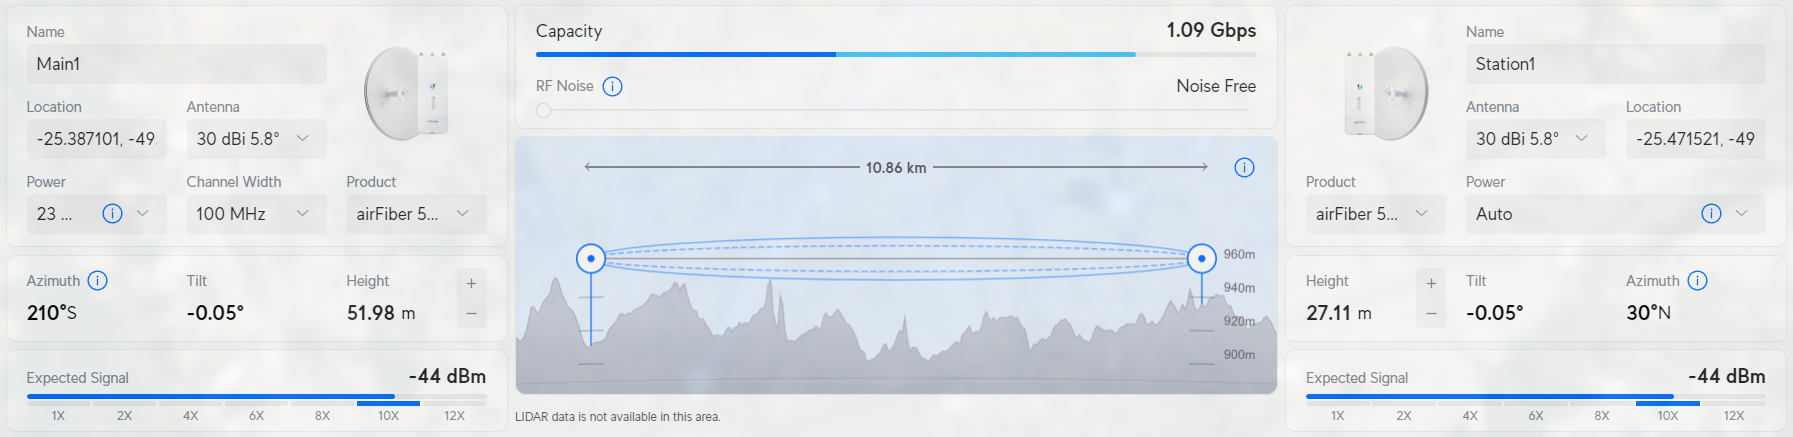 Name
Main1
Location
Antenna
-25.387101, -49.
30 dBi 5.8°
Power
Channel Width
Product
23 ...
100 MHz
airFiber 5...
Azimuth
Tilt
Height
210°S
-0.05°
51.98 m
Expected Signal
-44 dBm
1X 2X 4X 6X 8X 10X 12X
Capacity
1.09 Gbps
RF Noise
Noise Free
10.86 km
960m
940m
920m
900m
LIDAR data is not available in this area.
Name
Station1
Antenna
Location
30 dBi 5.8°
-25.471521, -49
Product
Power
airFiber 5...
Auto
Height
Tilt
Azimuth
27.11 m
-0.05°
30°N
Expected Signal
-44 dBm
1X 2X 4X 6X 8X 10X 12X